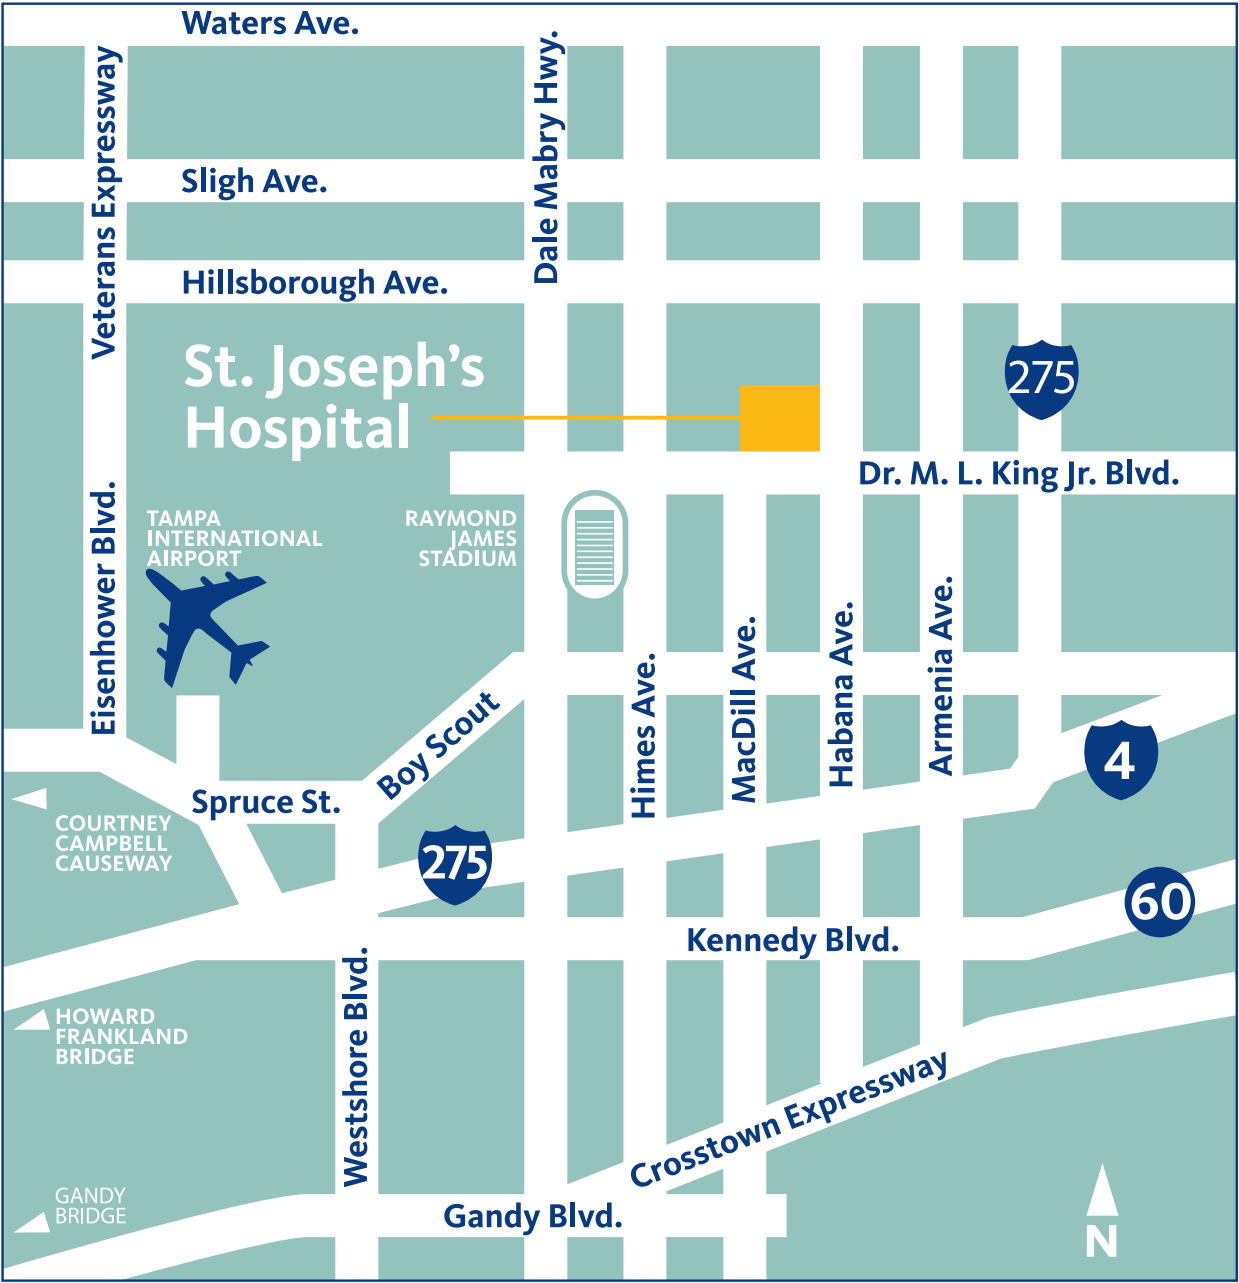 Waters Ave.
Veterans Expressway
Dale Mabry Hwy.
Sligh Ave.
Hillsborough Ave.
St. Joseph’s
Hospital
275
Dr. M. L. King Jr. Blvd.
Eisenhower Blvd.
TAMPA
INTERNATIONAL
AIRPORT
RAYMOND
JAMES
STADIUM
Himes Ave.
MacDill Ave.
Habana Ave.
Armenia Ave.
Boy Scout
4
Spruce St.
COURTNEY
CAMPBELL
CAUSEWAY
275
60
Kennedy Blvd.
Westshore Blvd.
HOWARD
FRANKLAND
BRIDGE
Crosstown Expressway
GANDY
BRIDGE
Gandy Blvd.
N